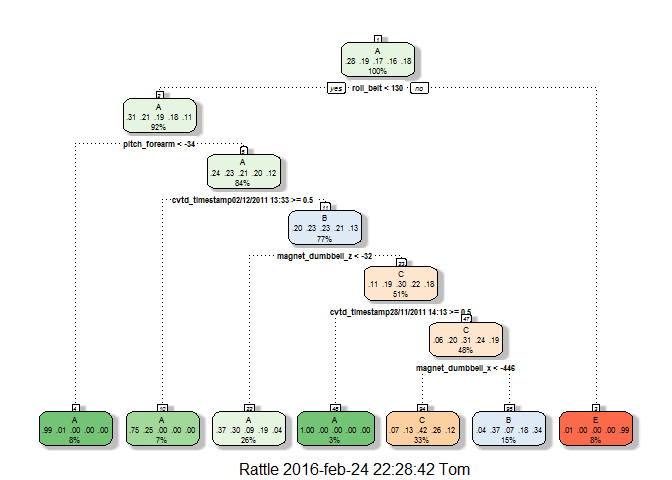 1
A
.28 .19 .17 .16 .18
100%
yes roll_belt < 130 no
2
A
.31 .21 .19 .18 .11
92%
pitch_forearm < -34
5
A
.24 .23 .21 .20 .12
84%
cvtd_timestamp02/12/2011 13:33 >= 0.5
11
B
.20 .23 .23 .21 .13
77%
magnet_dumbbell_z < -32
23
C
.11 .19 .30 .22 .18
51%
cvtd_timestamp28/11/2011 14:13 >= 0.5
47
C
.06 .20 .31 .24 .19
48%
magnet_dumbbell_x < -446
4
A
.99 .01 .00 .00 .00
8%
10
A
.75 .25 .00 .00 .00
7%
22
A
.37 .30 .09 .19 .04
26%
46
A
1.00 .00 .00 .00 .00
3%
94
C
.07 .13 .42 .26 .12
33%
95
B
.04 .37 .07 .18 .34
15%
3
E
.01 .00 .00 .00 .99
8%
Rattle 2016-feb-24 22:28:42 Tom